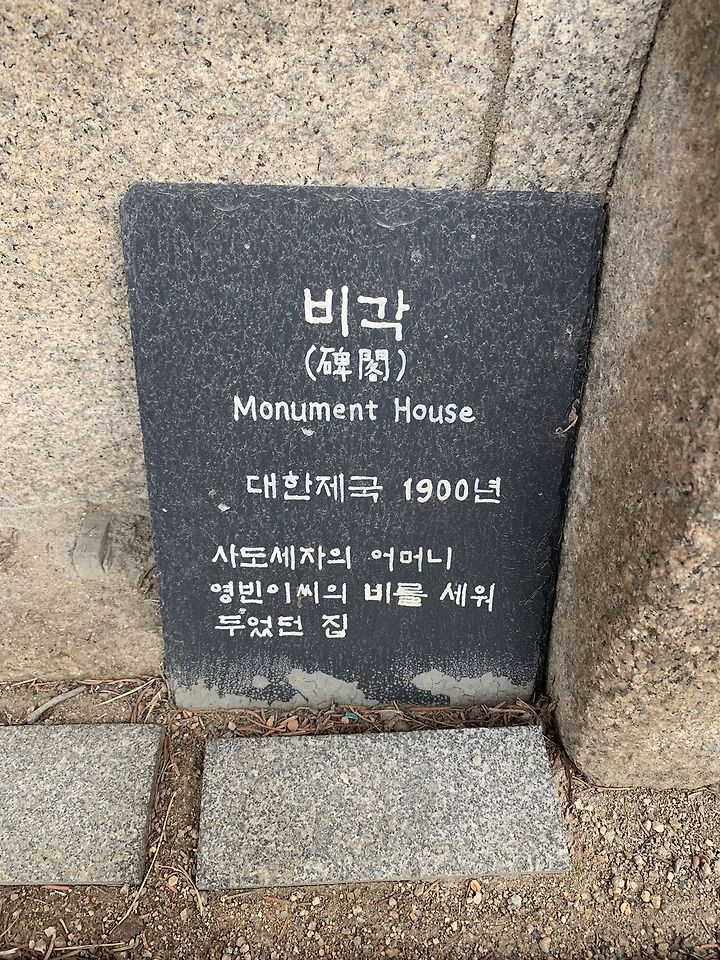 비각
(碑閣)
Monument House
대한제국 1900년
사도세자의 어머니
영빈이씨의 비를 세워
두었던 집